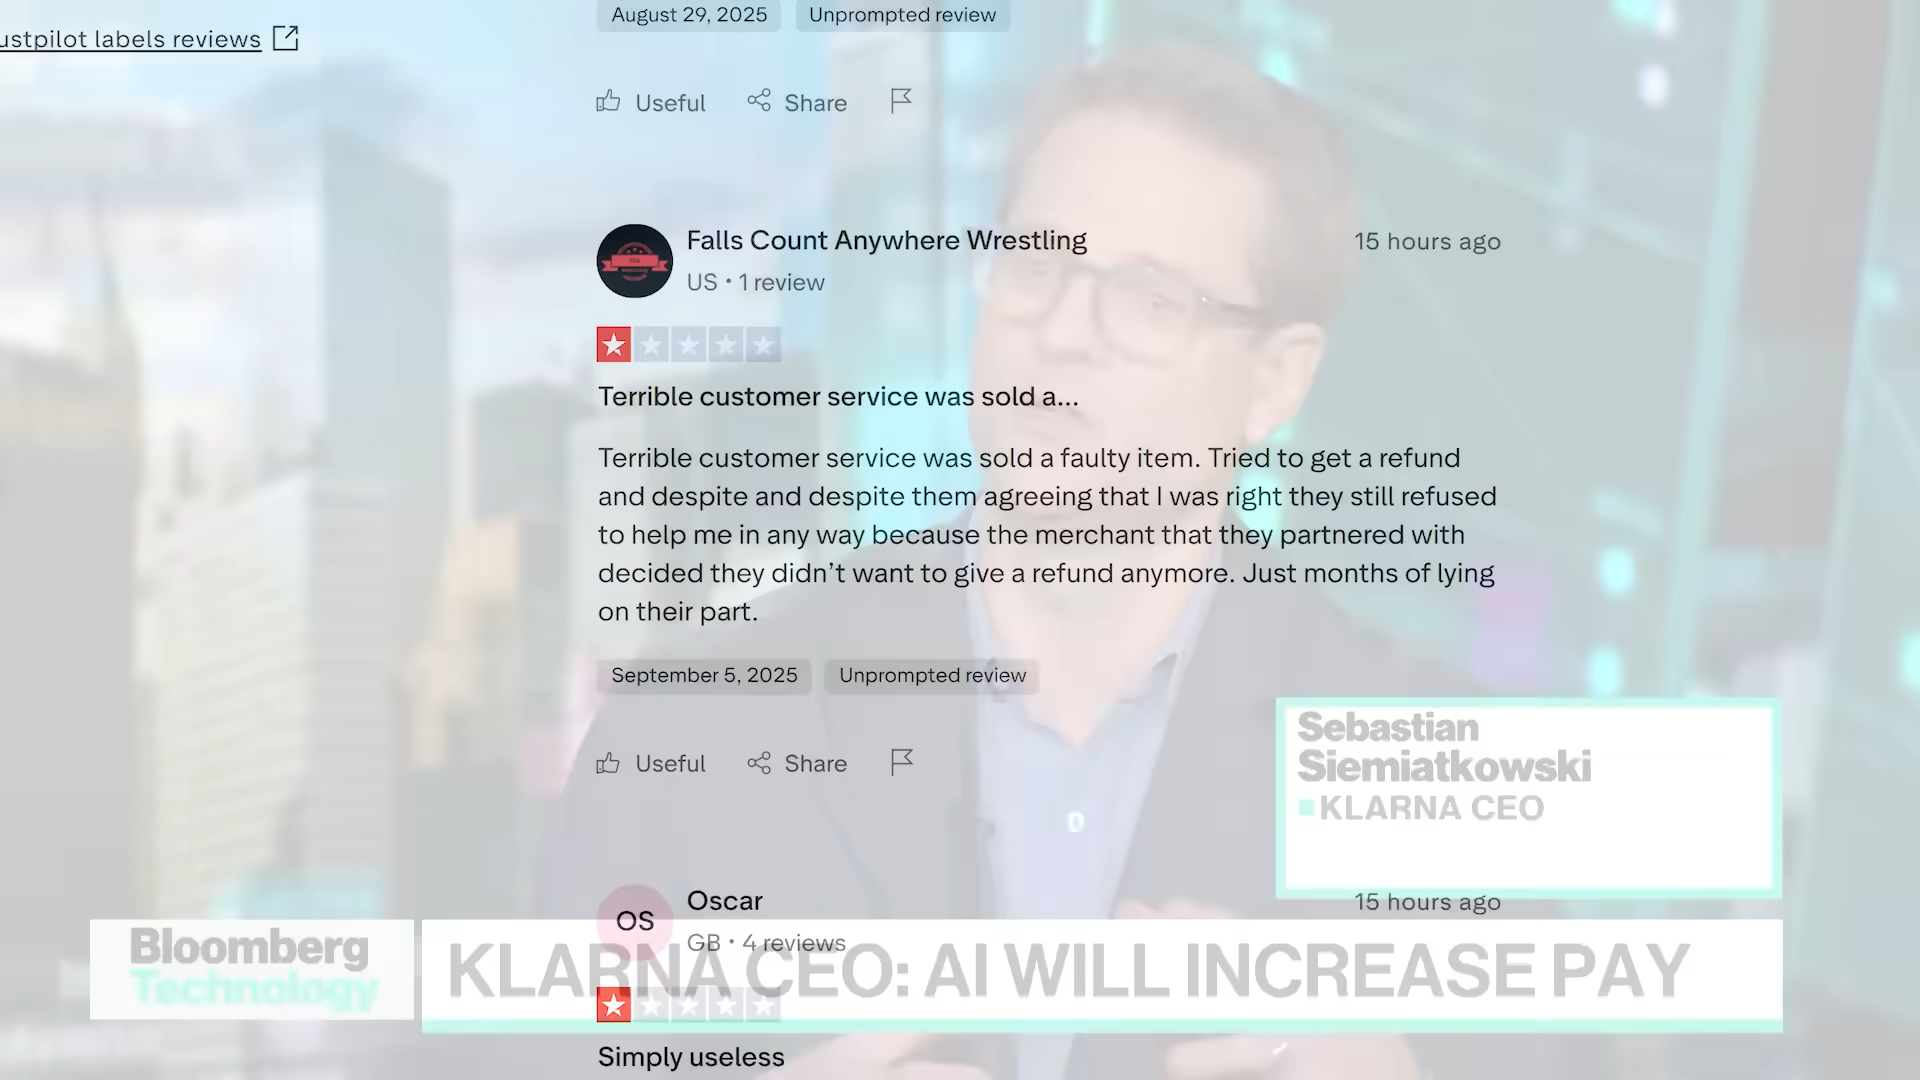 August 29, 2025 Unprompted review
ustpilot labels reviews
Useful Share
Falls Count Anywhere Wrestling 15 hours ago
US • 1 review
Terrible customer service was sold a...
Terrible customer service was sold a faulty item. Tried to get a refund
and despite and despite them agreeing that I was right they still refused
to help me in any way because the merchant that they partnered with
decided they didn’t want to give a refund anymore. Just months of lying
on their part.
September 5, 2025 Unprompted review
Useful Share
Sebastian
Siemiatkowski
KLARNA CEO
OS Oscar 15 hours ago
GB • 4 reviews
Bloomberg
Technology
KLARNA CEO: AI WILL INCREASE PAY
Simply useless